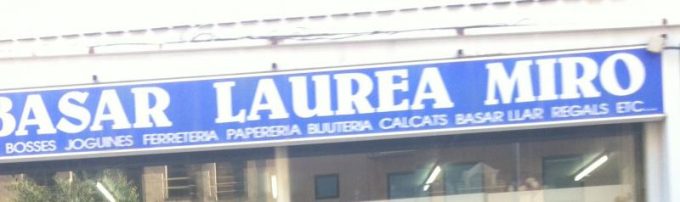 BASAR LAUREA MIRO
BOSSES JOGUINES FERRETERIA PAPERERIA BIJUTERIA CALCATS BASAR LLAR REGALS ETC....